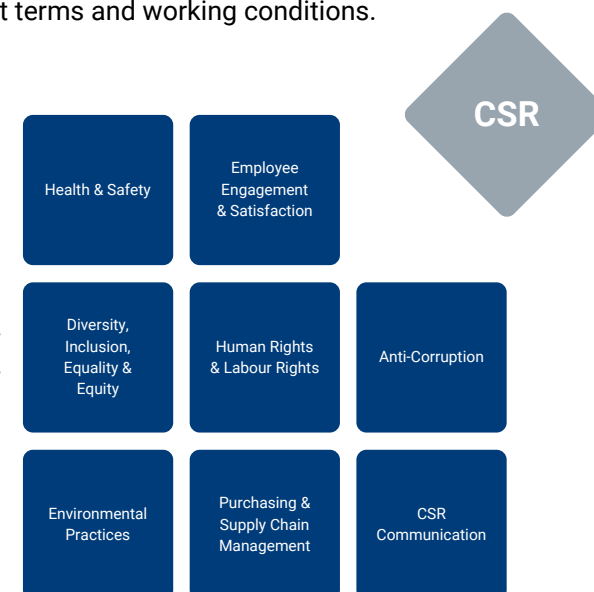 t terms and working conditions.
CSR
Health & Safety
Employee
Engagement
& Satisfaction
Diversity,
Inclusion,
Equality &
Equity
Human Rights
& Labour Rights
Anti-Corruption
Environmental
Practices
Purchasing &
Supply Chain
Management
CSR
Communication